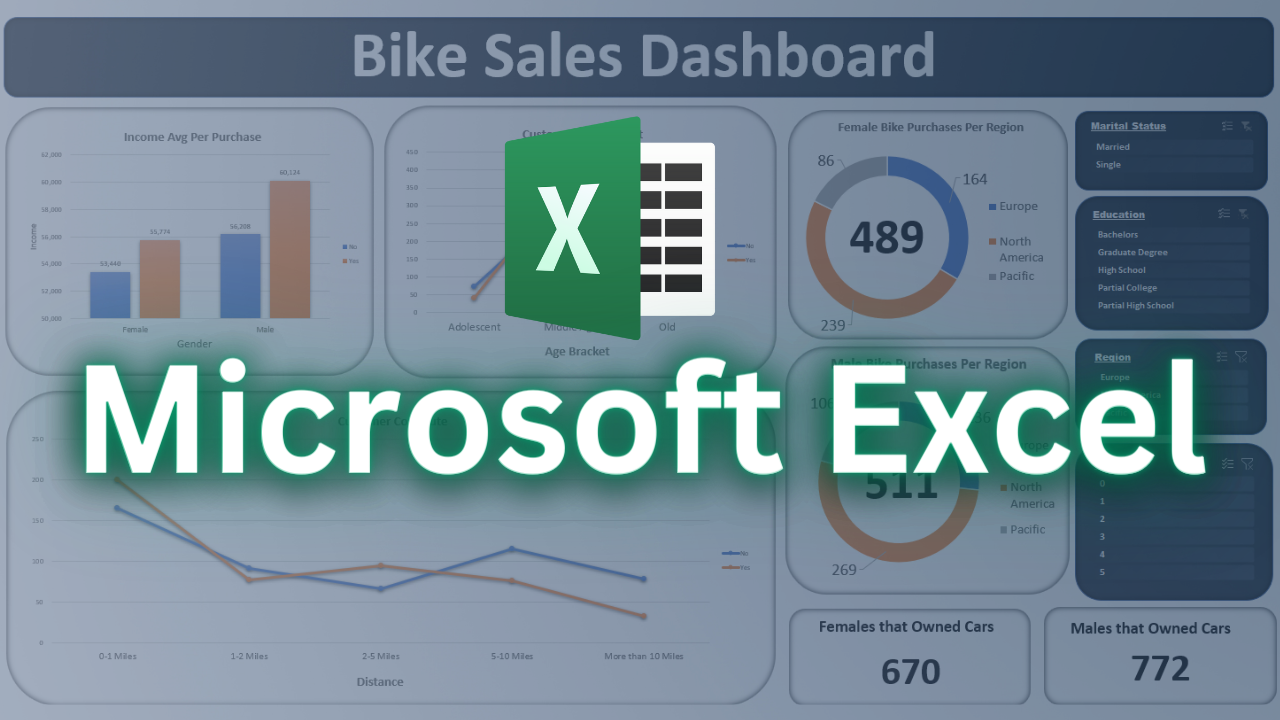 Bike Sales Dashboard
Income Avg Per Purchase
62,000
60,000
58,000
56,000
54,000
52,000
50,000
Income
53,440
55,774
56,208
60,124
Female
Male
Gender
No
Yes
450
400
350
300
250
200
150
100
50
0
X
No
Yes
Adolescent
Old
Age Bracket
Female Bike Purchases Per Region
86
164
489
239
Europe
North
America
Pacific
Marital Status
Married
Single
Education
Bachelors
Graduate Degree
High School
Partial College
Partial High School
Microsoft Excel
250
200
150
100
50
0
No
Yes
0-1 Miles
1-2 Miles
2-5 Miles
5-10 Miles
More than 10 Miles
Distance
Male Bike Purchases Per Region
511
269
North
America
Pacific
Region
Europe
0
1
2
3
4
5
Females that Owned Cars
670
Males that Owned Cars
772